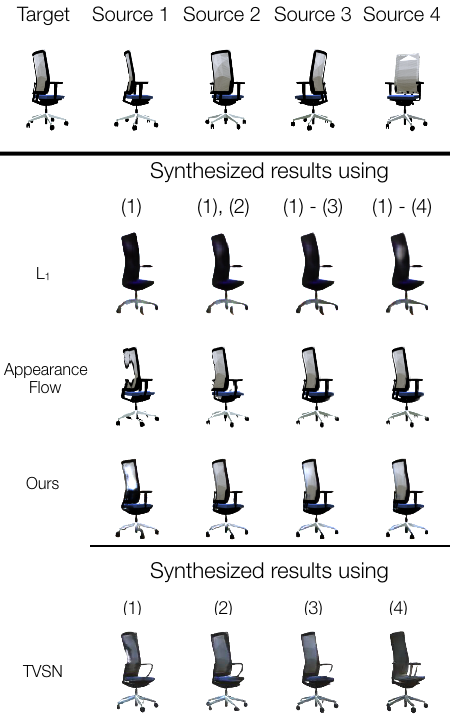 Target Source 1 Source 2 Source 3 Source 4
Synthesized results using
(1) (1), (2) (1) - (3) (1) - (4)
L₁
Appearance
Flow
Ours
Synthesized results using
(1) (2) (3) (4)
TVSN